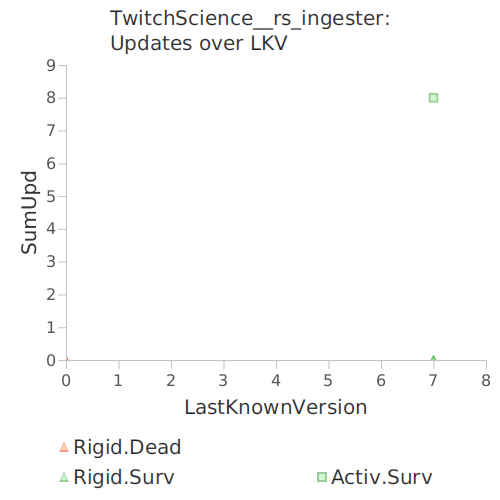 TwitchScience__rs_ingester:
Updates over LKV
9
8
7
6
5
4
3
2
1
0
SumUpd
0 1 2 3 4 5 6 7 8
LastKnownVersion
Rigid.Dead
Rigid.Surv Activ.Surv